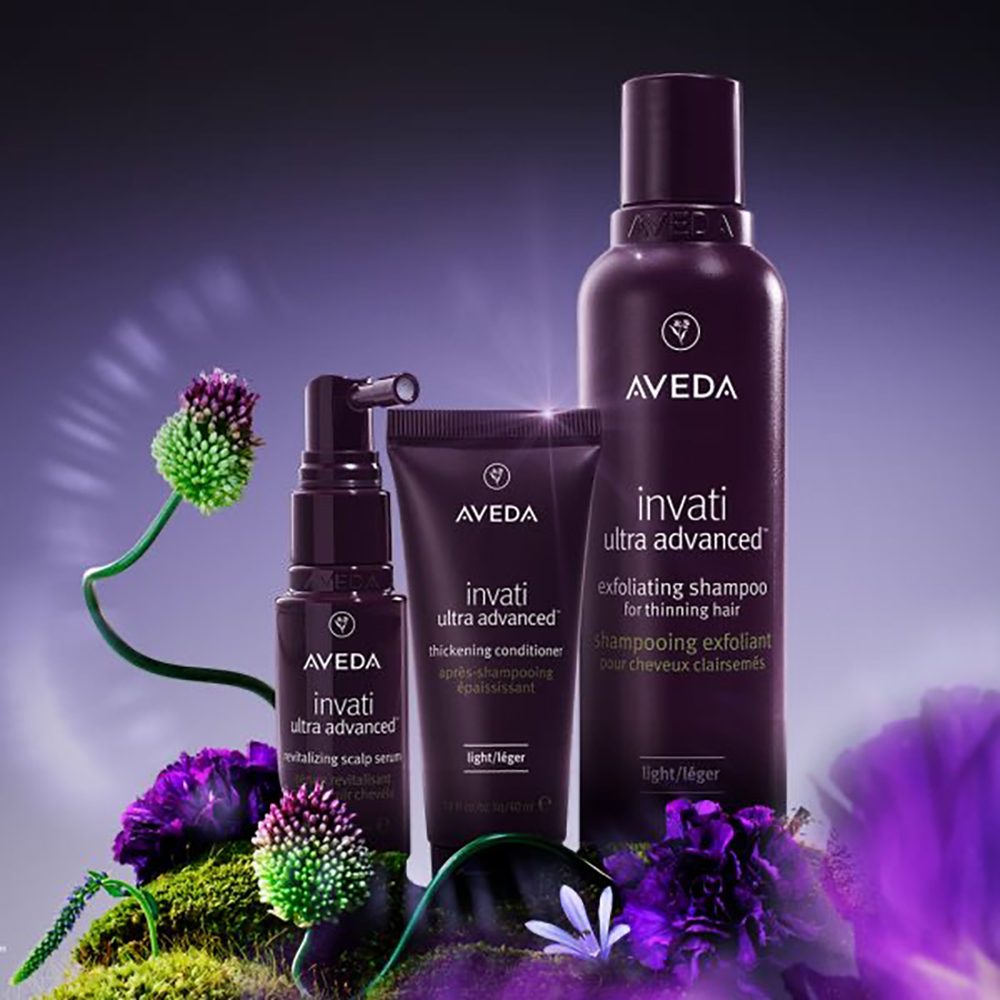 AVEDA
AVEDA
invati
ultra advanced™
revitalizing scalp serum
AVEDA
invati
ultra advanced™
thickening conditioner
après-shampooing
épaississant
light/léger
AVEDA
AVEDA
invati
ultra advanced™
exfoliating shampoo
for thinning hair
shampooing exfoliant
pour cheveux clairsemés
light/léger